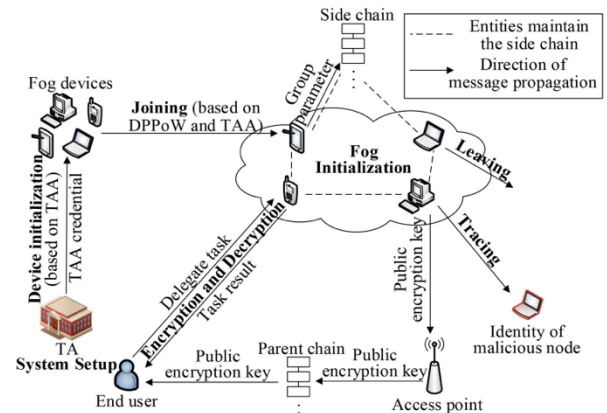 Side chain
Entities maintain
the side chain
Direction of
message propagation
Fog devices
Joining (based on
DPPoW and TAA)
Group
parameter
Fog
Initialization
Leaving
Device initialization
(based on TAA)
TAA credential
Delegate task
Encryption and Decryption
Task result
Public
encryption key
Tracing
TA
System Setup
Identity of
malicious node
Public
encryption key
Parent chain
Public
encryption key
End user
Access point